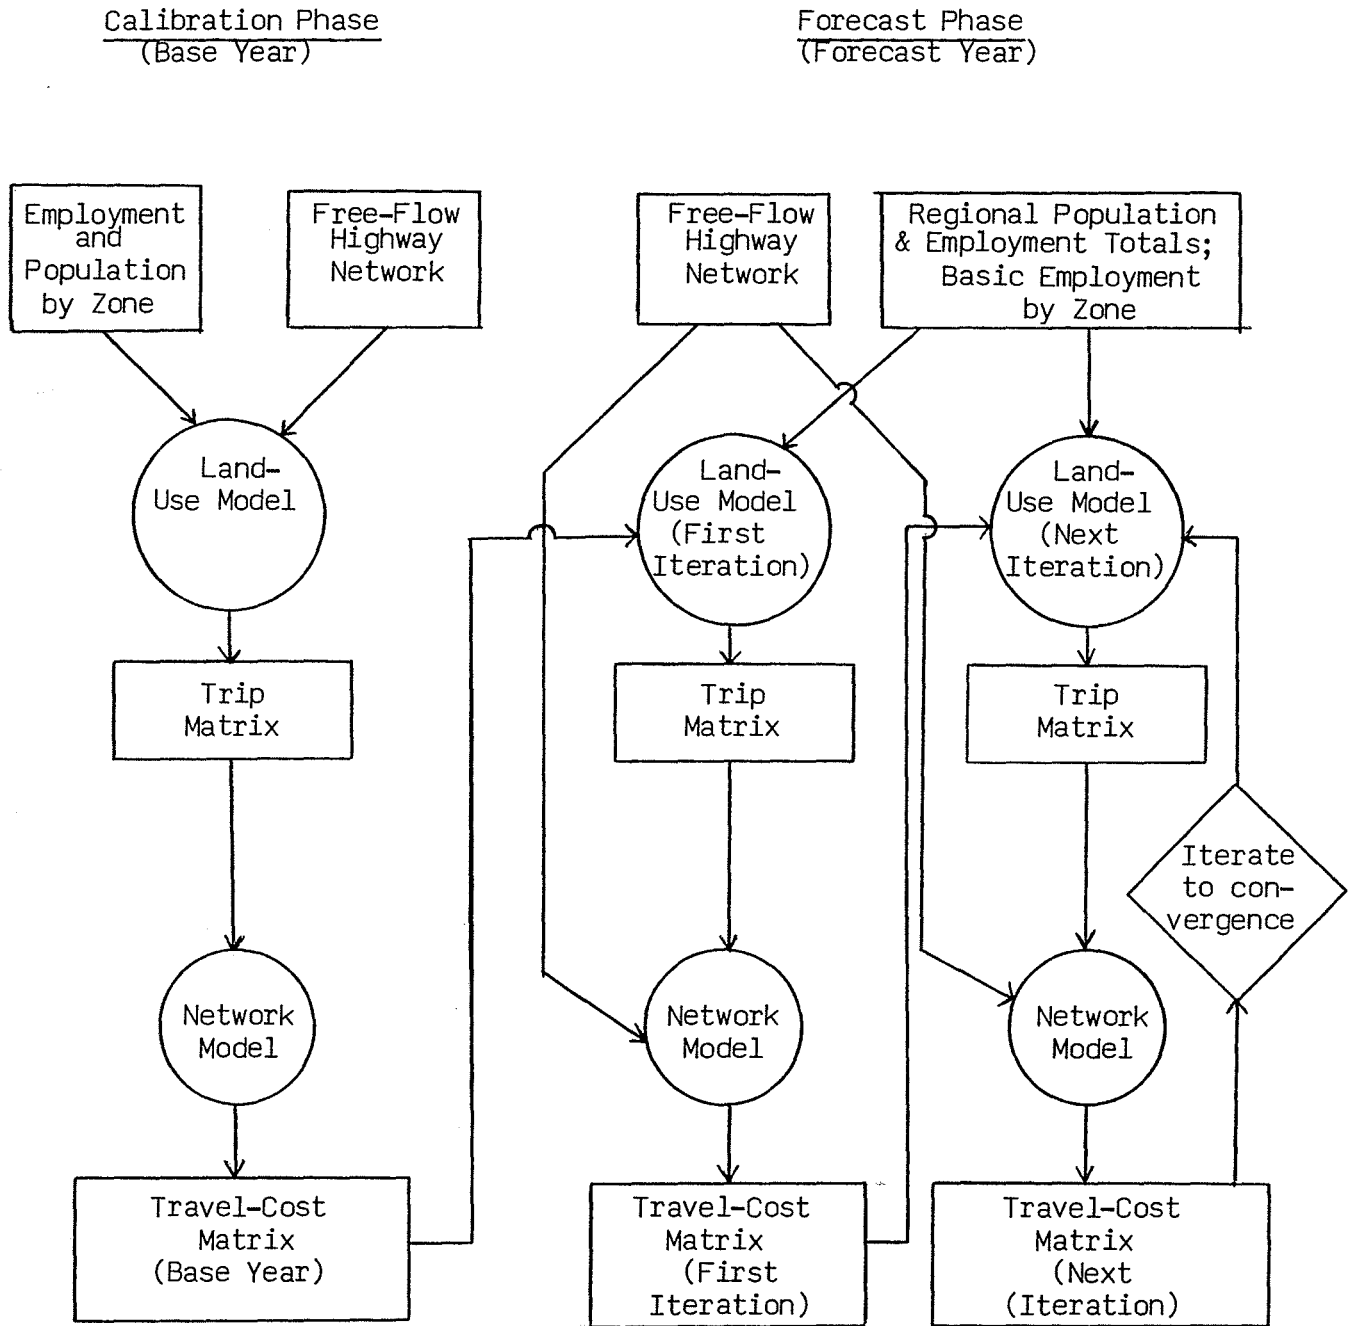 Calibration Phase
(Base Year)
Forecast Phase
(Forecast Year)
Employment
and
Population
by Zone
Free-Flow
Highway
Network
Free-Flow
Highway
Network
Regional Population
& Employment Totals;
Basic Employment
by Zone
Land-
Use Model
Land-
Use Model
(First
Iteration)
Land-
Use Model
(Next
Iteration)
Trip
Matrix
Trip
Matrix
Trip
Matrix
Iterate
to con-
vergence
Network
Model
Network
Model
Network
Model
Travel-Cost
Matrix
(Base Year)
Travel-Cost
Matrix
(First
Iteration)
Travel-Cost
Matrix
(Next
(Iteration)